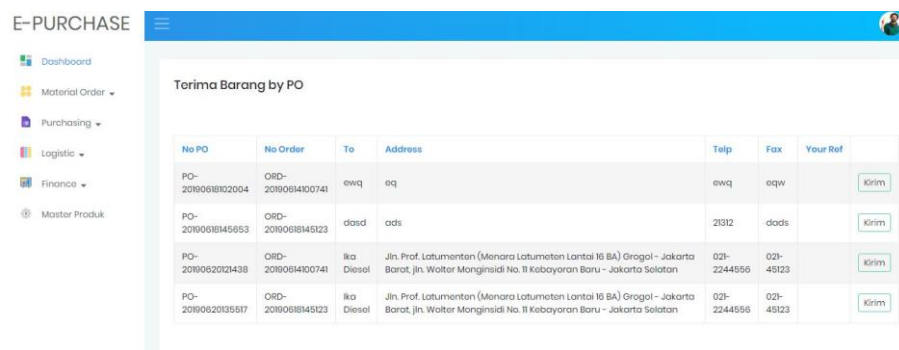 E-PURCHASE
Dashboard
Material Order
Purchasing
Logistic
Finance
Master Produk
Terima Barang by PO
No PO No Order To Address Telp Fax Your Ref
PO- ORD- ewq eq ewq eqw Kirim
20190618102004 20190614100741
PO- ORD- dasd ads 21312 dads Kirim
20190618145653 20190618145123
PO- ORD- Ika Jln. Prof. Latumenten (Menara Latumeten Lantai 16 BA) Grogol - Jakarta 021- 021- Kirim
20190620121438 20190614100741 Diesel Barat, jln. Wolter Monginsidi No. 11 Kebayoran Baru - Jakarta Selatan 2244556 45123
PO- ORD- Ika Jln. Prof. Latumenten (Menara Latumeten Lantai 16 BA) Grogol - Jakarta 021- 021- Kirim
20190620135517 20190618145123 Diesel Barat, jln. Wolter Monginsidi No. 11 Kebayoran Baru - Jakarta Selatan 2244556 45123